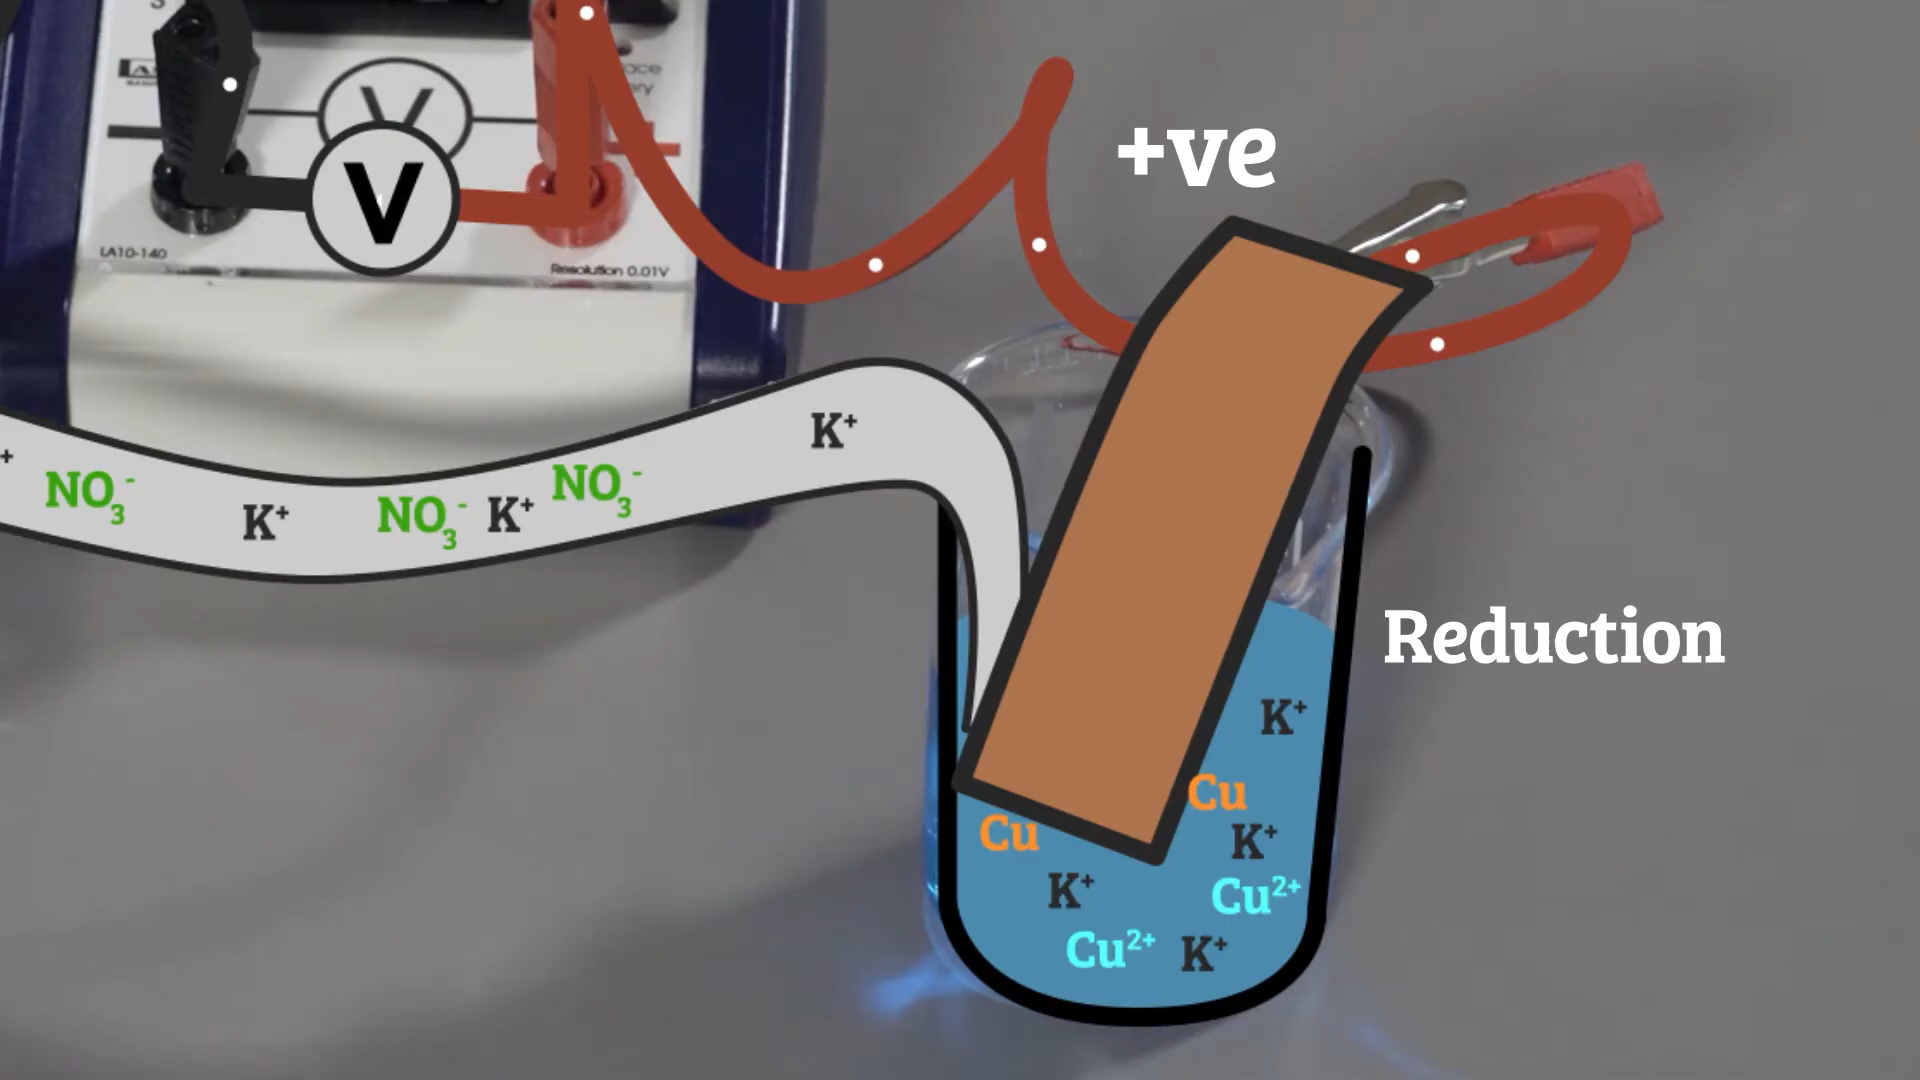 V
V
LA10-140
Resolution 0.01V
+ve
K⁺
NO₃⁻
K⁺
NO₃⁻
K⁺
NO₃⁻
Reduction
K⁺
Cu
Cu
K⁺
K⁺
Cu²⁺
Cu²⁺
K⁺